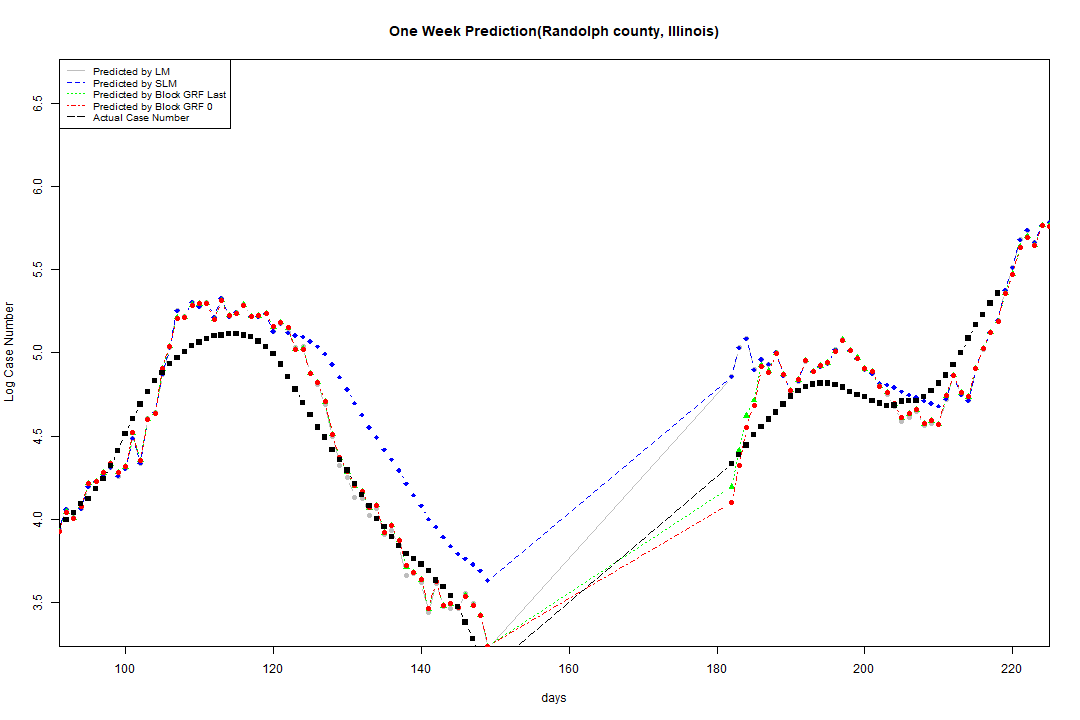 One Week Prediction(Randolph county, Illinois)
Predicted by LM
Predicted by SLM
Predicted by Block GRF Last
Predicted by Block GRF 0
Actual Case Number
6.5
6.0
5.5
5.0
4.5
4.0
3.5
Log Case Number
100 120 140 160 180 200 220
days